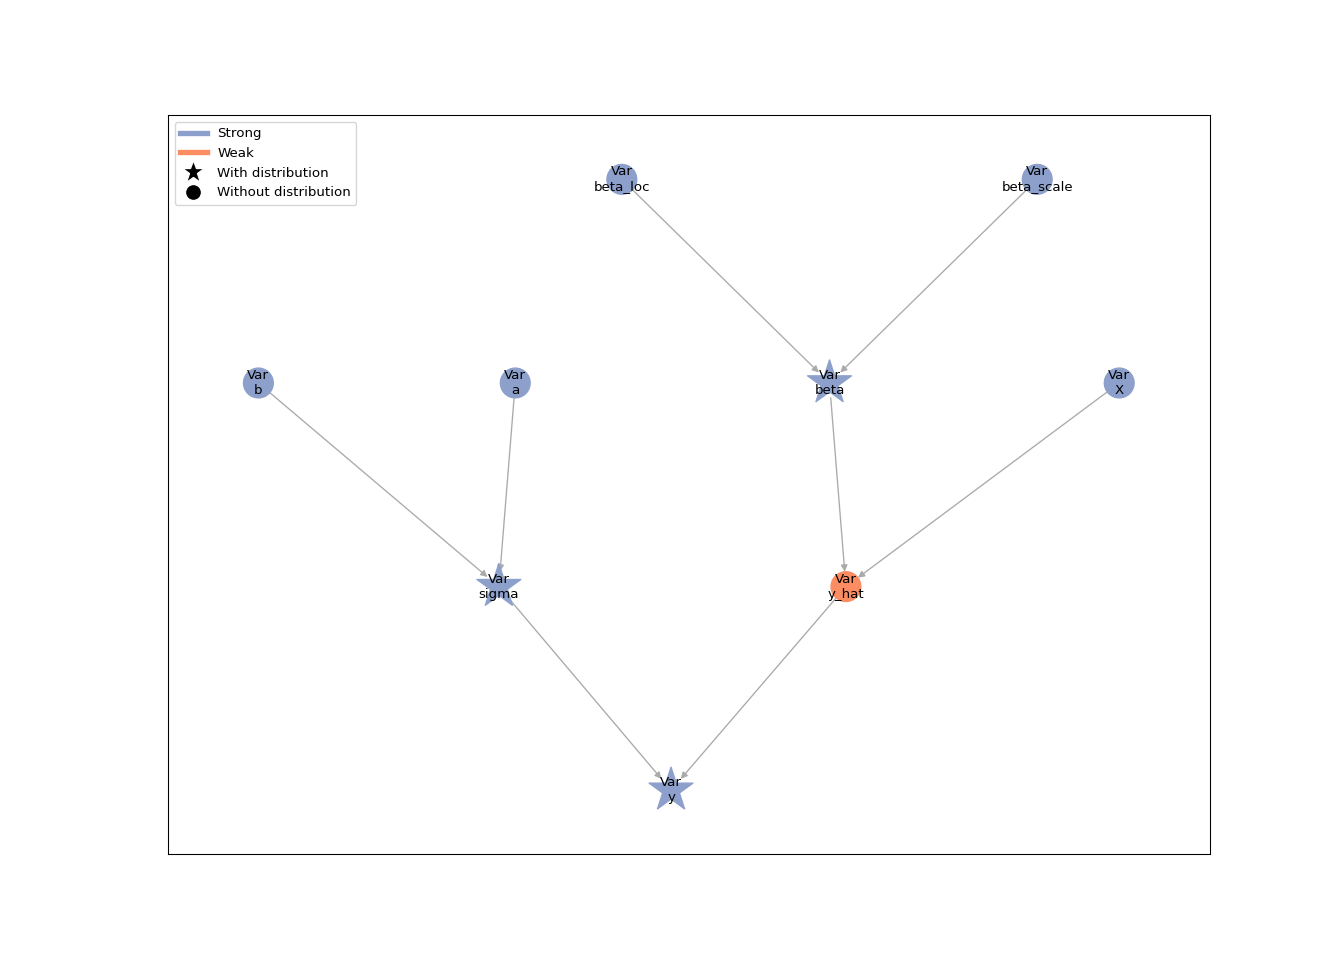 Strong
Weak
With distribution
Without distribution
Var
beta_loc
Var
beta_scale
Var
b
Var
a
Var
beta
Var
X
Var
sigma
Var
y_hat
Var
y